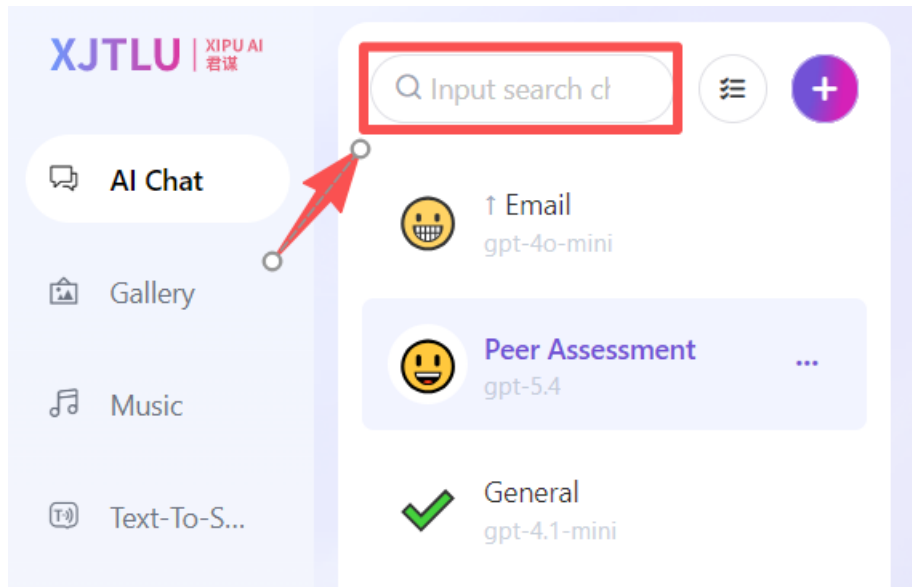 XJTLU
XIPU AI
君谋
Input search ch
AI Chat
↑ Email
gpt-4o-mini
Gallery
Peer Assessment
...
gpt-5.4
Music
General
gpt-4.1-mini
Text-To-S...